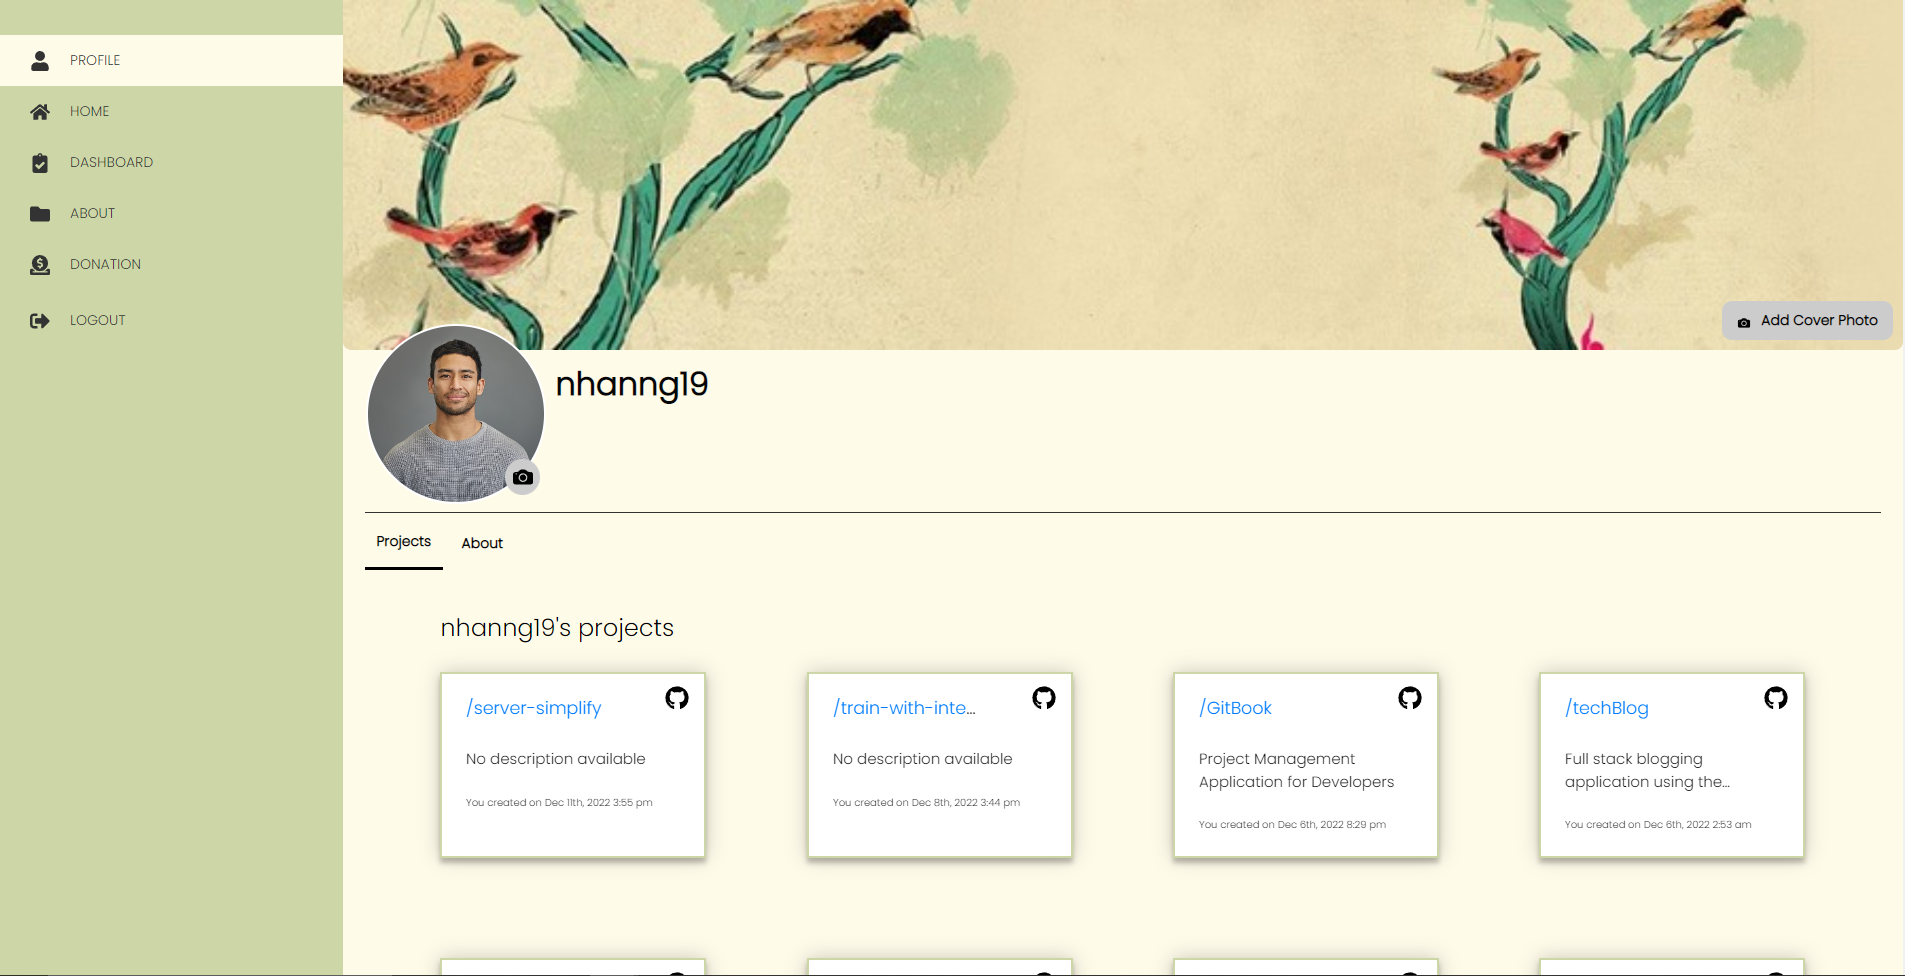 PROFILE
HOME
DASHBOARD
ABOUT
DONATION
LOGOUT
Add Cover Photo
nhanng19
Projects
About
nhanng19's projects
/server-simplify
No description available
You created on Dec 11th, 2022 3:55 pm
/train-with-inte...
No description available
You created on Dec 8th, 2022 3:44 pm
/GitBook
Project Management
Application for Developers
You created on Dec 6th, 2022 8:29 pm
/techBlog
Full stack blogging
application using the...
You created on Dec 6th, 2022 2:53 am